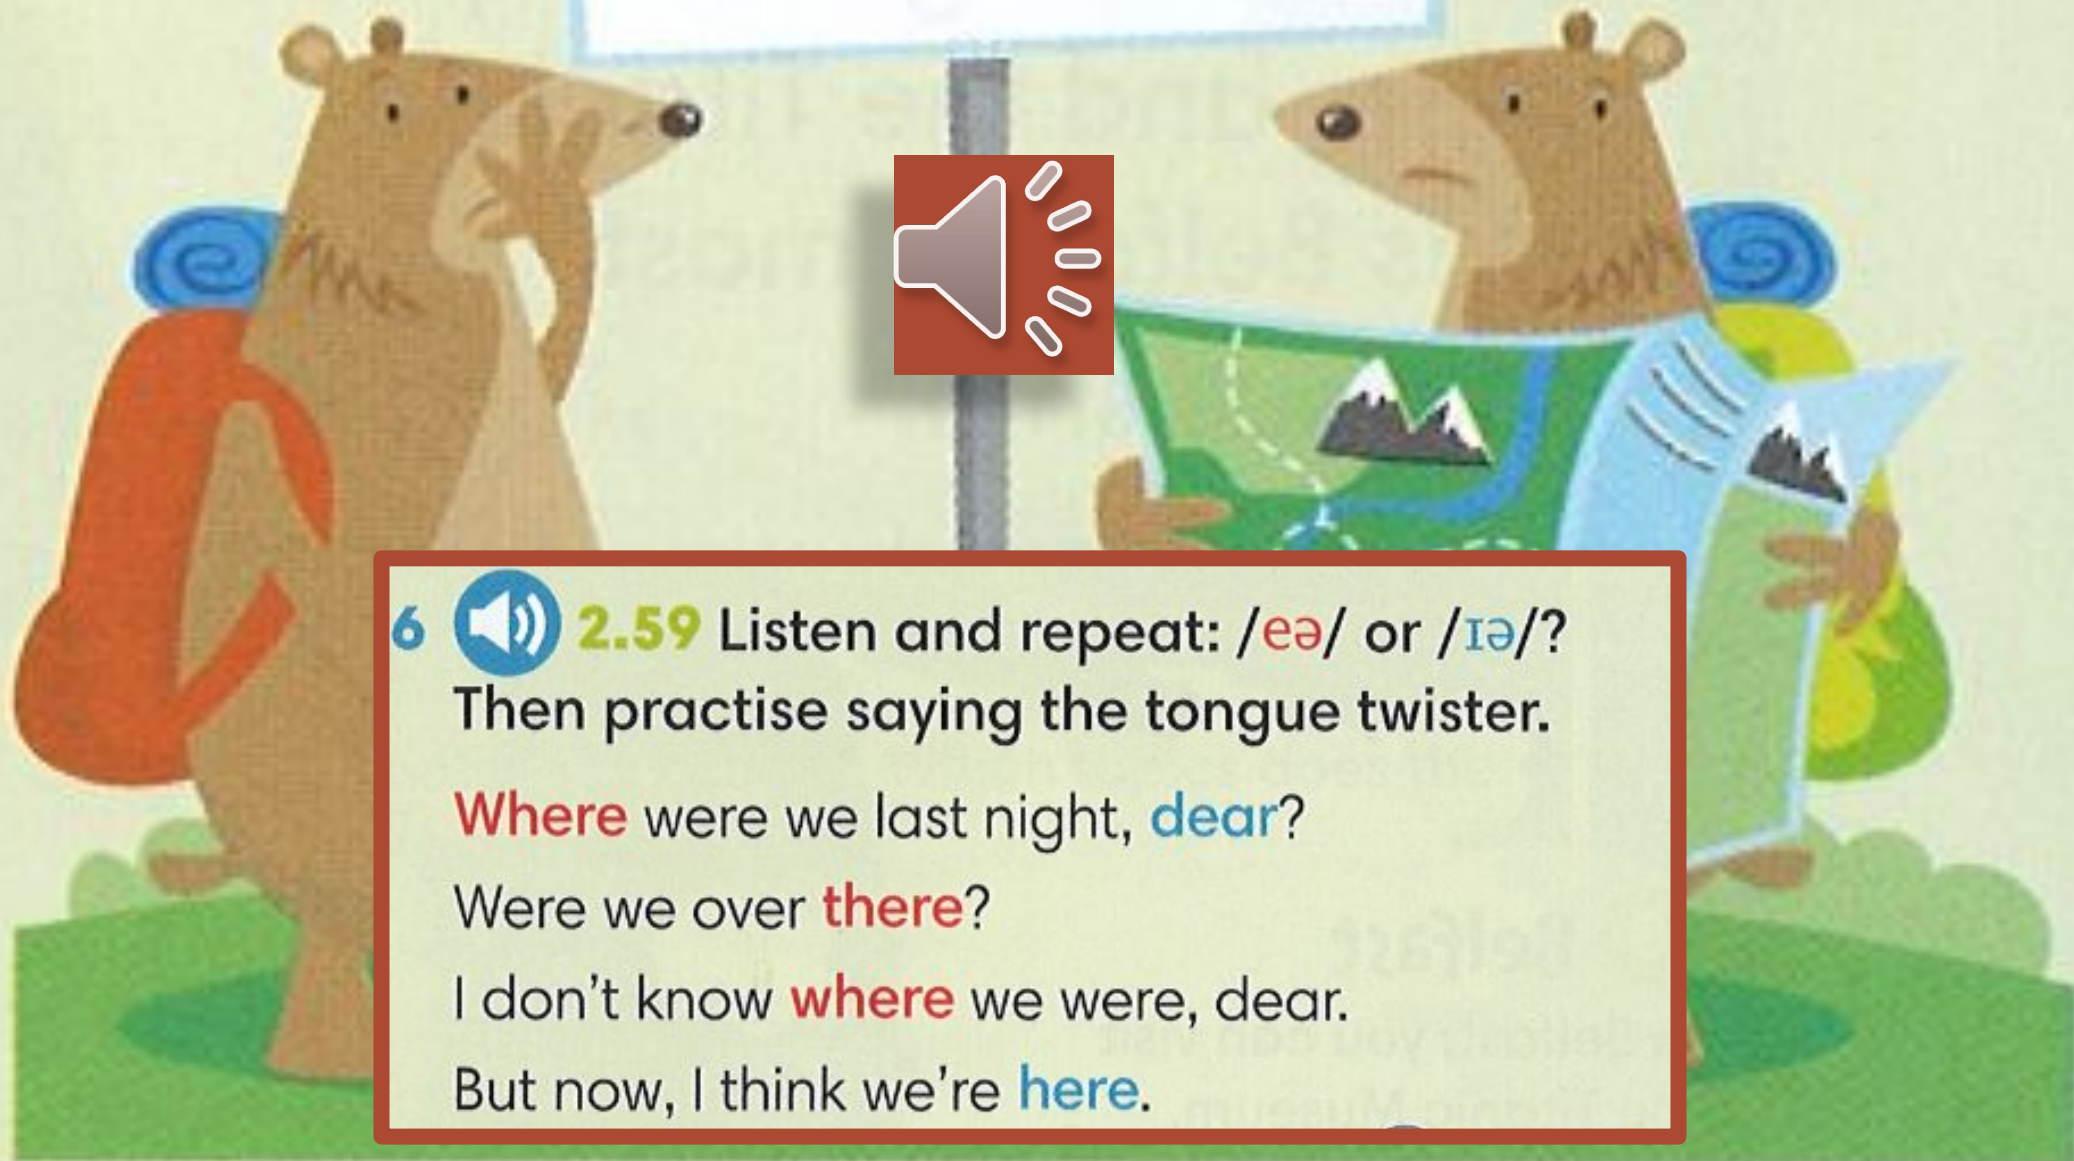 6 2.59 Listen and repeat: /eə/ or /ɪə/?
Then practise saying the tongue twister.
Where were we last night, dear?
Were we over there?
I don't know where we were, dear.
But now, I think we're here.